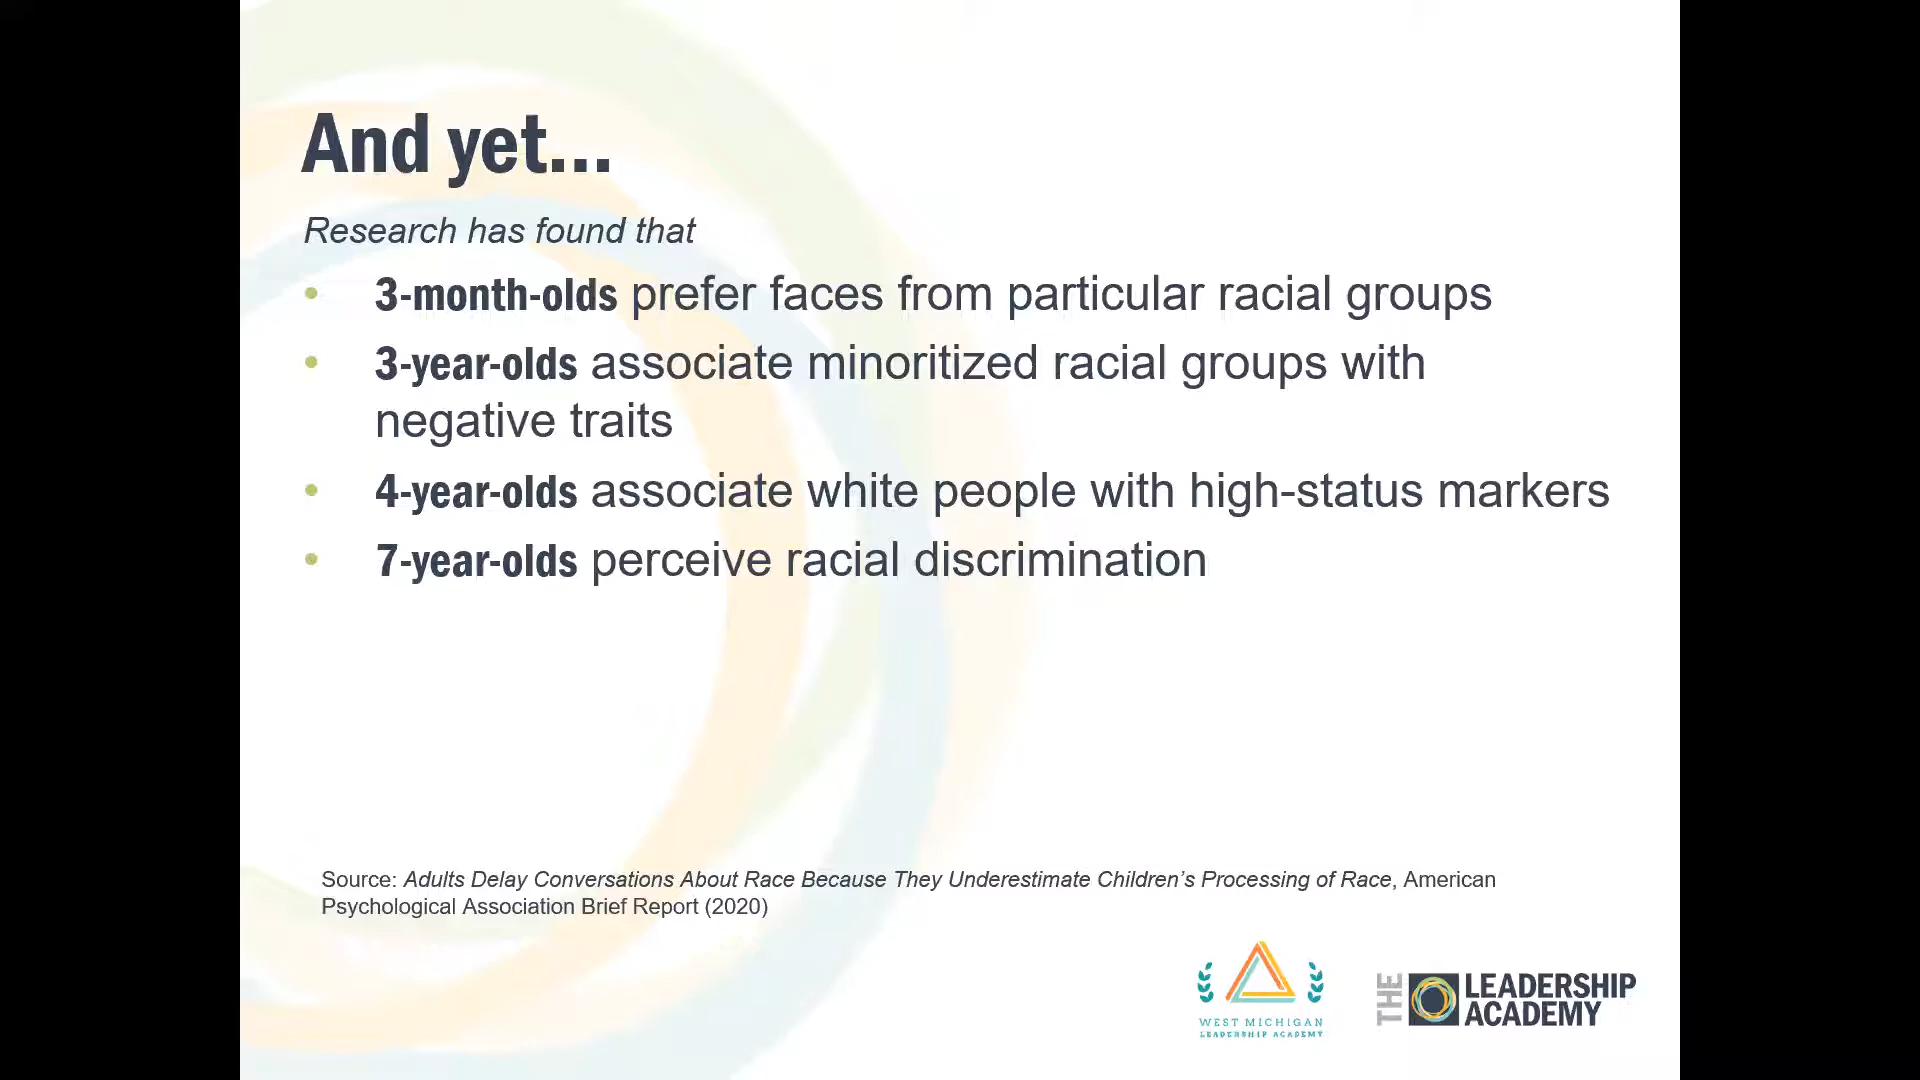 And yet...
Research has found that
• 3-month-olds prefer faces from particular racial groups
• 3-year-olds associate minoritized racial groups with
negative traits
• 4-year-olds associate white people with high-status markers
• 7-year-olds perceive racial discrimination
Source: Adults Delay Conversations About Race Because They Underestimate Children's Processing of Race, American
Psychological Association Brief Report (2020)
WEST MICHIGAN
LEADERSHIP ACADEMY
THE LEADERSHIP
ACADEMY